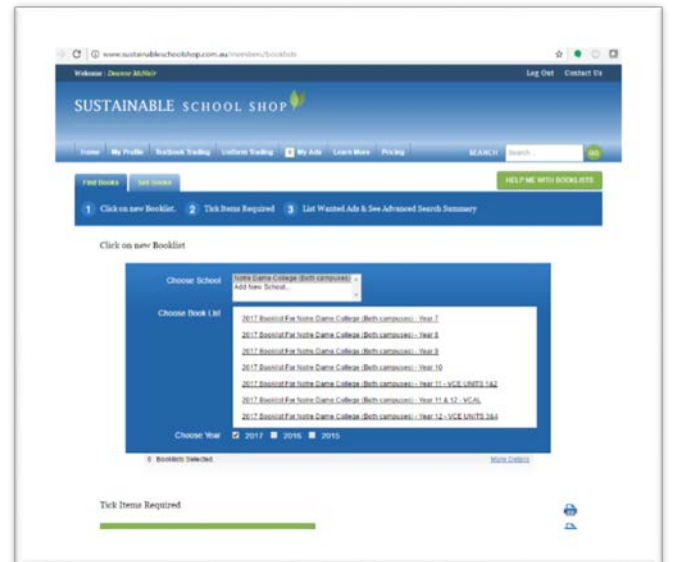 www.sustainableschoolshop.com.au/members/booklists
Welcome : Deanne McNair
Log Out Contact Us
SUSTAINABLE SCHOOL SHOP
Home My Profile Textbook Trading Uniform Trading My Ads Learn More Pricing SEARCH Search... GO
Find Books Sell Books HELP ME WITH BOOKLISTS
1 Click on new Booklist. 2 Tick Items Required 3 List Wanted Ads & See Advanced Search Summary
Click on new Booklist
Choose School Notre Dame College (Both campuses)
Add New School...
Choose Book List
2017 Booklist For Notre Dame College (Both campuses) - Year 7
2017 Booklist For Notre Dame College (Both campuses) - Year 8
2017 Booklist For Notre Dame College (Both campuses) - Year 9
2017 Booklist For Notre Dame College (Both campuses) - Year 10
2017 Booklist For Notre Dame College (Both campuses) - Year 11 - VCE UNITS 1&2
2017 Booklist For Notre Dame College (Both campuses) - Year 11 & 12 - VCAL
2017 Booklist For Notre Dame College (Both campuses) - Year 12 - VCE UNITS 3&4
Choose Year 2017 2016 2015
0 Booklists Selected More Details
Tick Items Required